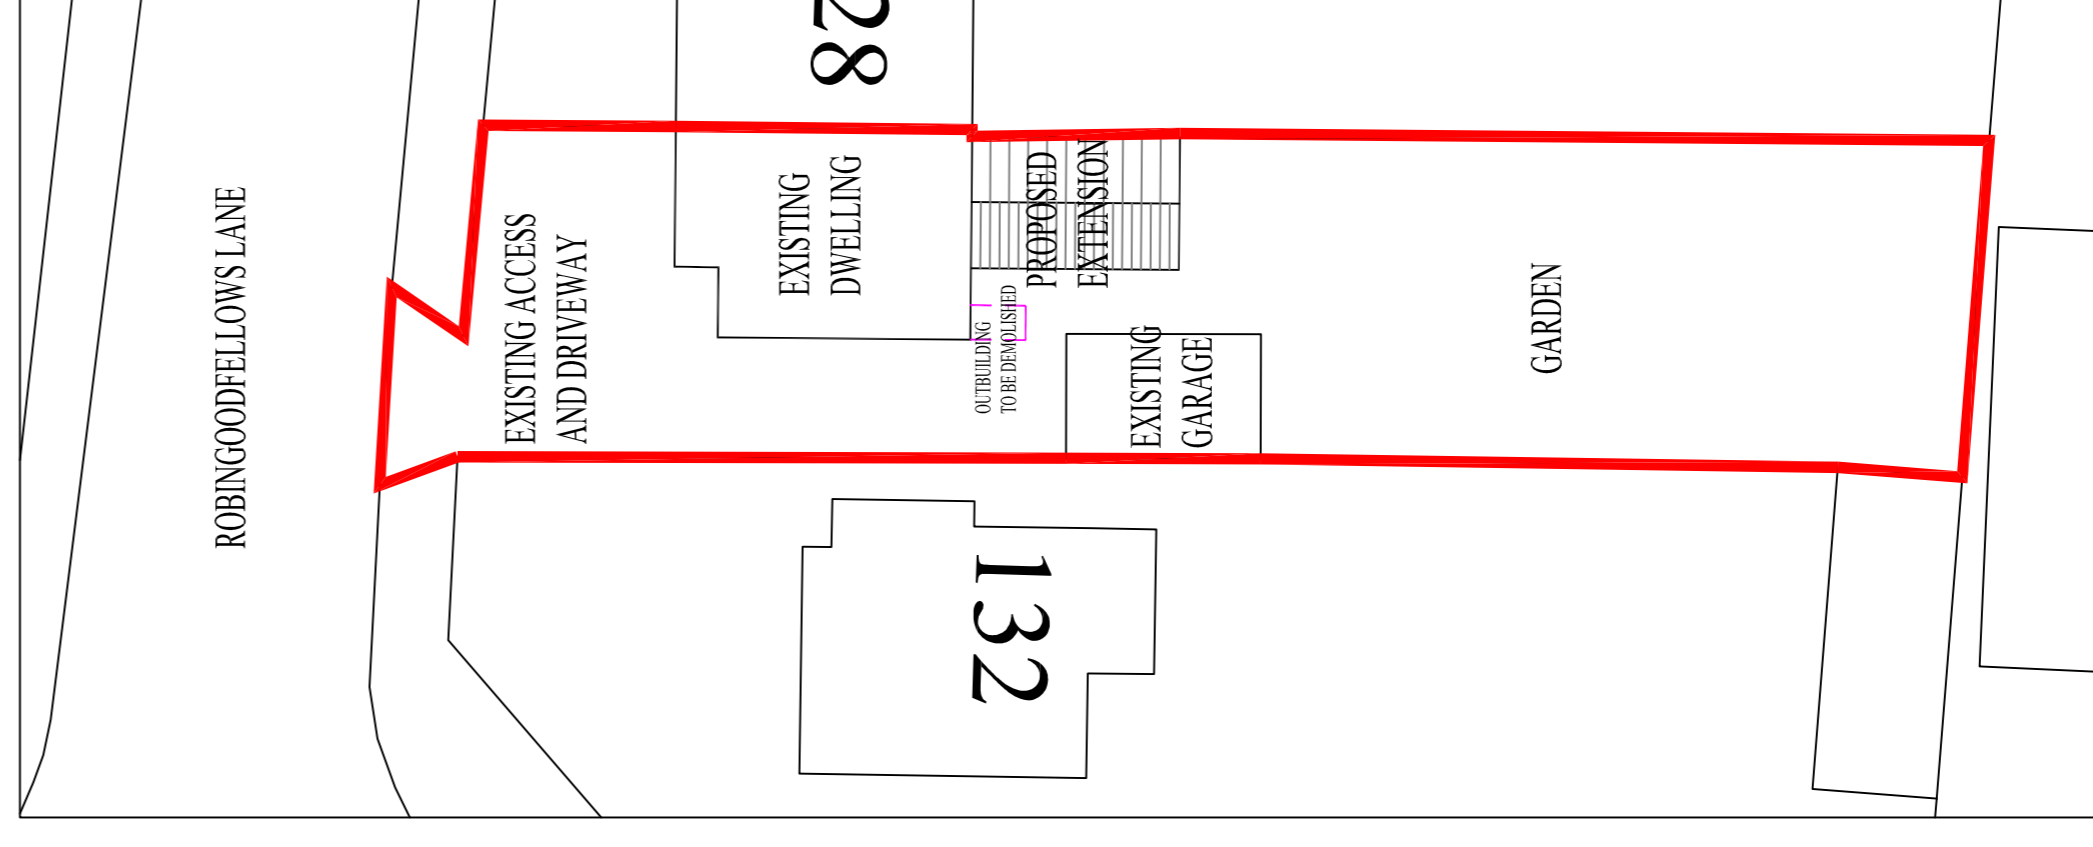 28
ROBINGOODFELLOWS LANE
EXISTING ACCESS
AND DRIVEWAY
EXISTING
DWELLING
PROPOSED
EXTENSION
OUTBUILDING
TO BE DEMOLISHED
EXISTING
GARAGE
GARDEN
132